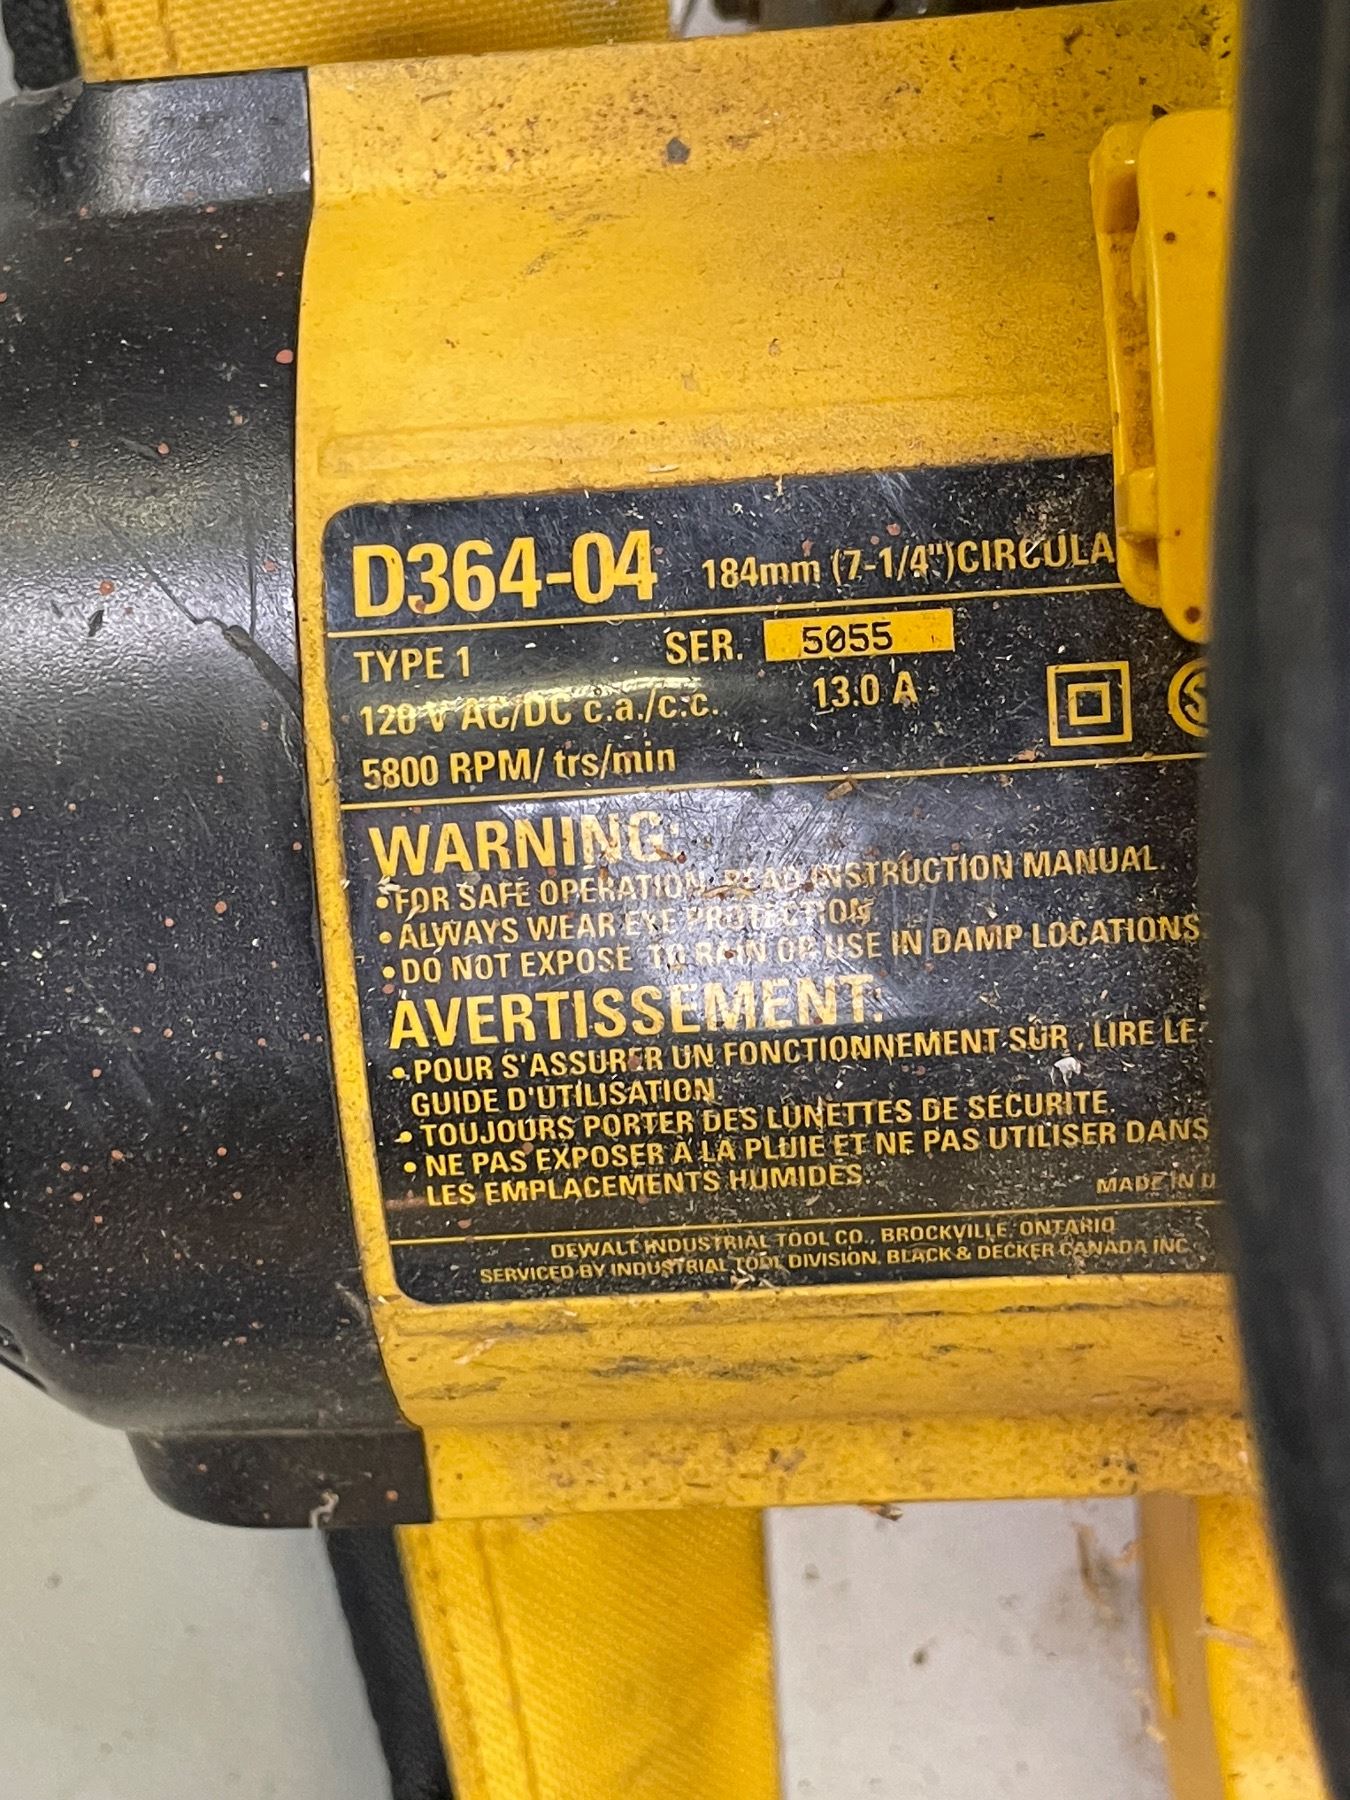 D364-04 184mm (7-1/4")CIRCULA
TYPE 1 SER. 5055
120 V AC/DC c.a./c.c. 13.0 A
5800 RPM/ trs/min
WARNING:
•FOR SAFE OPERATION, READ INSTRUCTION MANUAL.
•ALWAYS WEAR EYE PROTECTION
•DO NOT EXPOSE TO RAIN OR USE IN DAMP LOCATIONS.
AVERTISSEMENT:
•POUR S'ASSURER UN FONCTIONNEMENT SÛR , LIRE LE
GUIDE D'UTILISATION.
•TOUJOURS PORTER DES LUNETTES DE SÉCURITÉ.
•NE PAS EXPOSER À LA PLUIE ET NE PAS UTILISER DANS
LES EMPLACEMENTS HUMIDES.
MADE IN U
DEWALT INDUSTRIAL TOOL CO., BROCKVILLE, ONTARIO
SERVICED BY INDUSTRIAL TOOL DIVISION, BLACK & DECKER CANADA INC